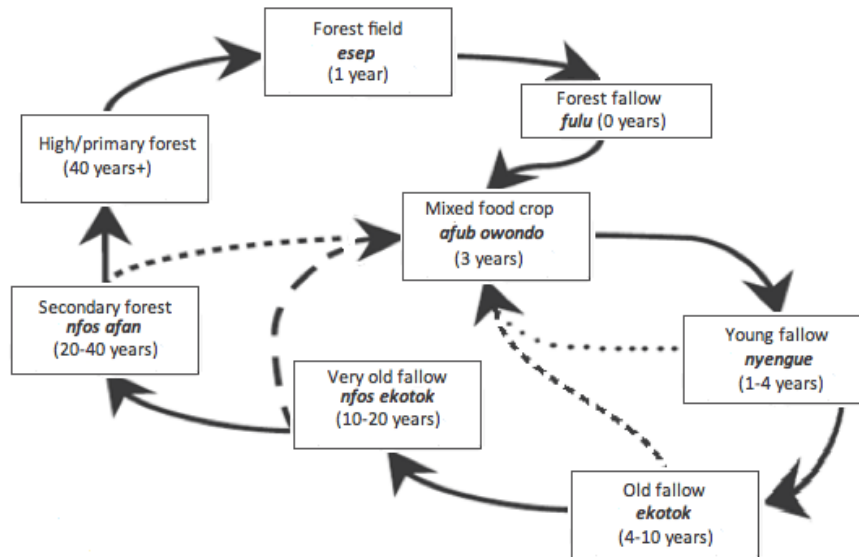 Forest field
esep
(1 year)
Forest fallow
fulu (0 years)
High/primary forest
(40 years+)
Mixed food crop
afub owondo
(3 years)
Secondary forest
nfos afan
(20-40 years)
Young fallow
nyengue
(1-4 years)
Very old fallow
nfos ekotok
(10-20 years)
Old fallow
ekotok
(4-10 years)